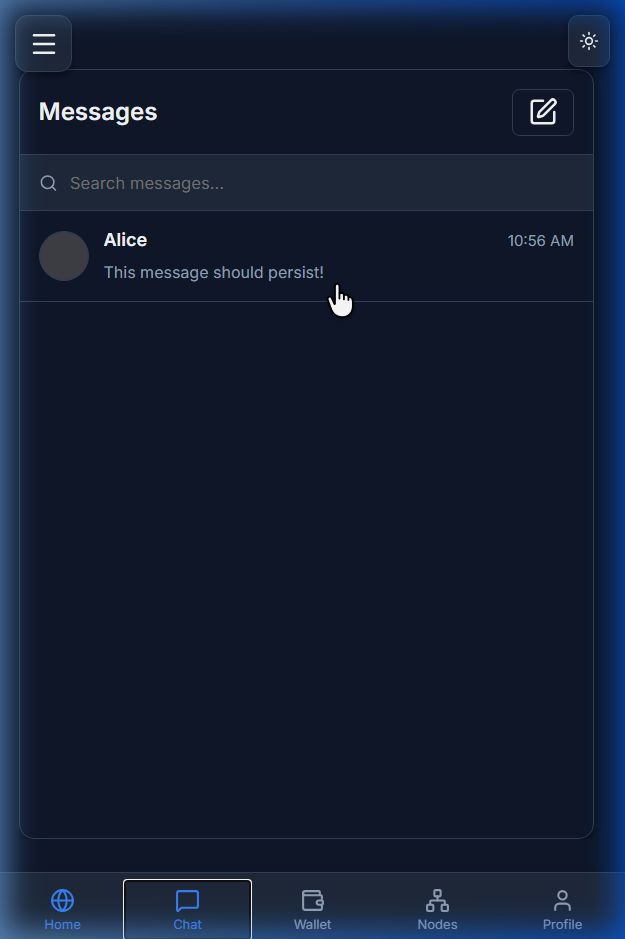 Messages
Search messages...
Alice
10:56 AM
This message should persist!
Home
Chat
Wallet
Nodes
Profile